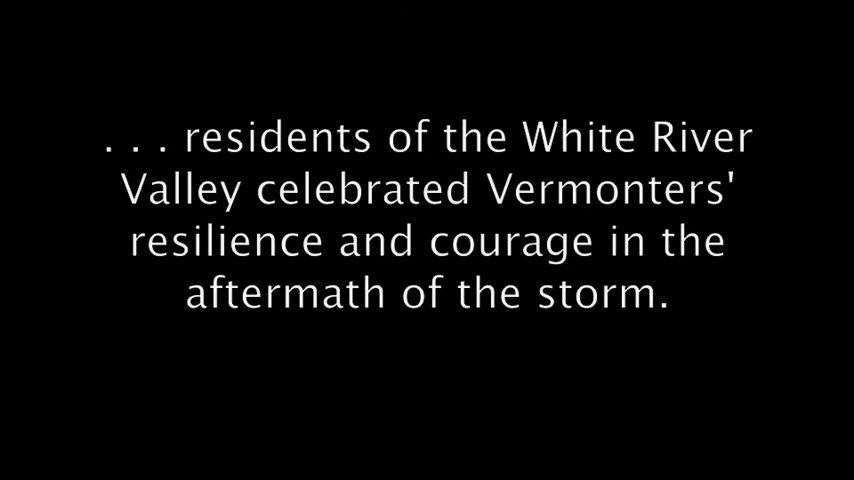 . . . residents of the White River
Valley celebrated Vermonters'
resilience and courage in the
aftermath of the storm.